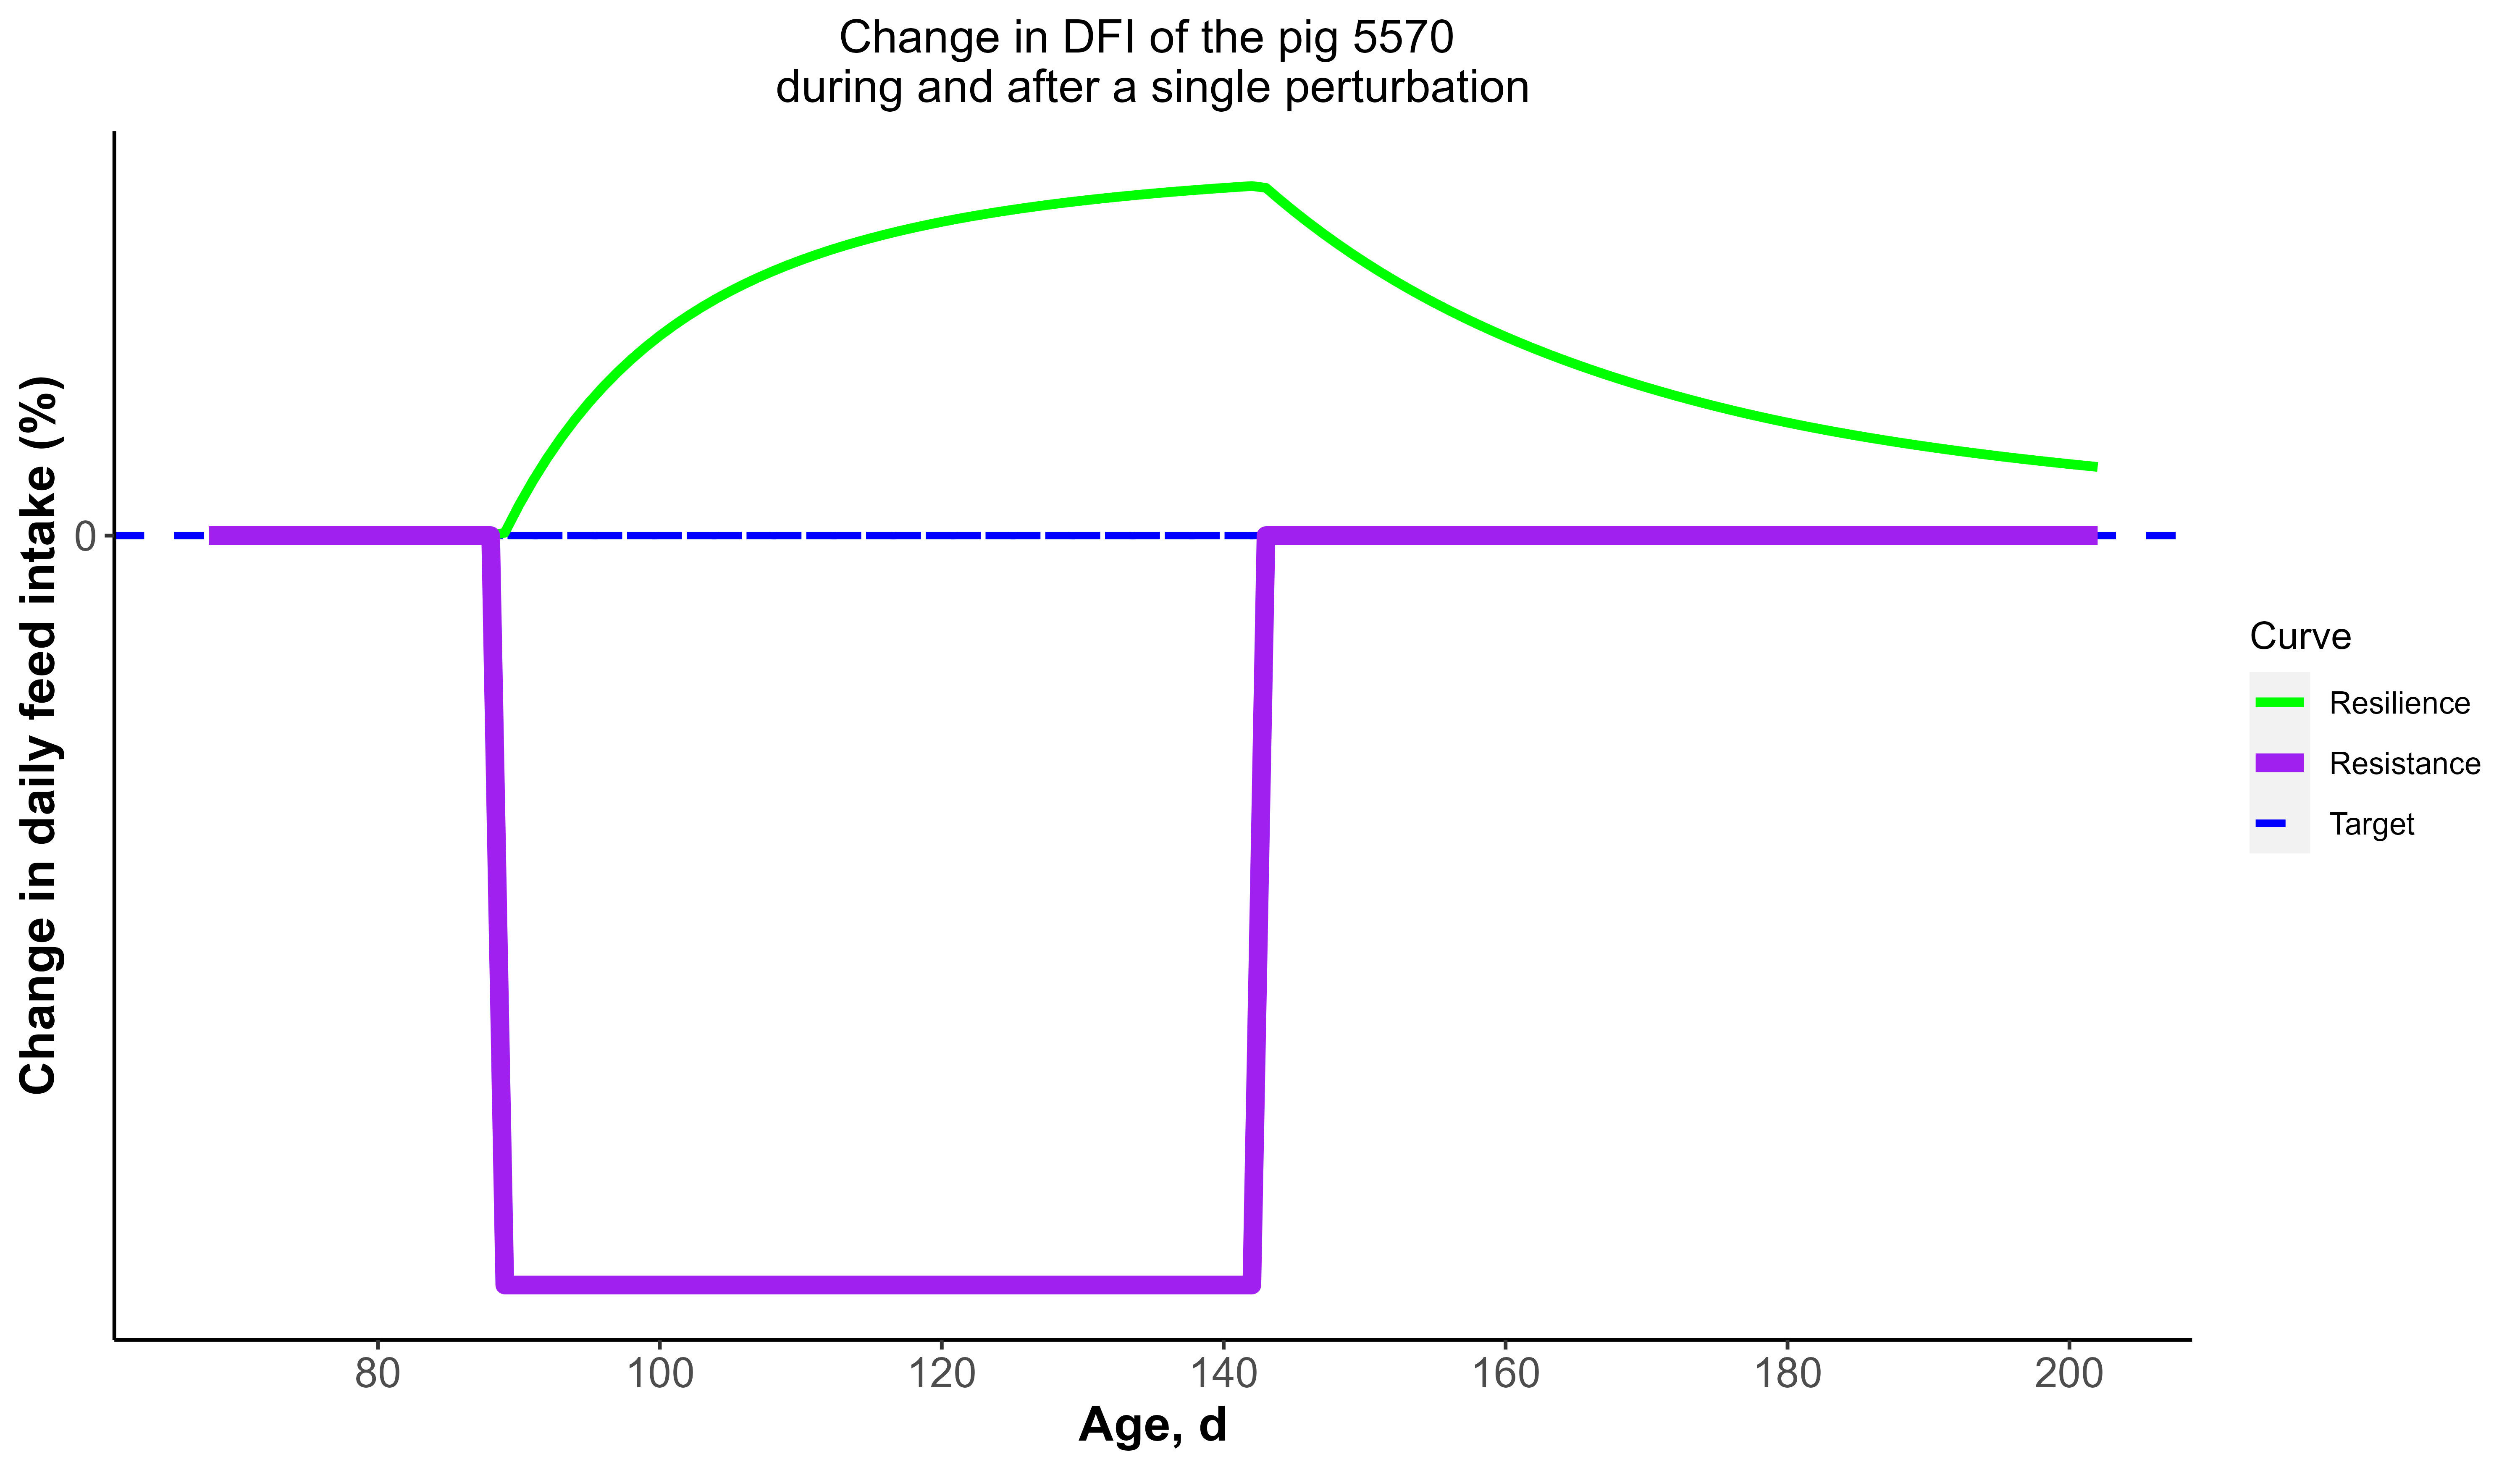 Change in DFI of the pig 5570
during and after a single perturbation
Change in daily feed intake (%)
0
80 100 120 140 160 180 200
Age, d
Curve
Resilience
Resistance
Target